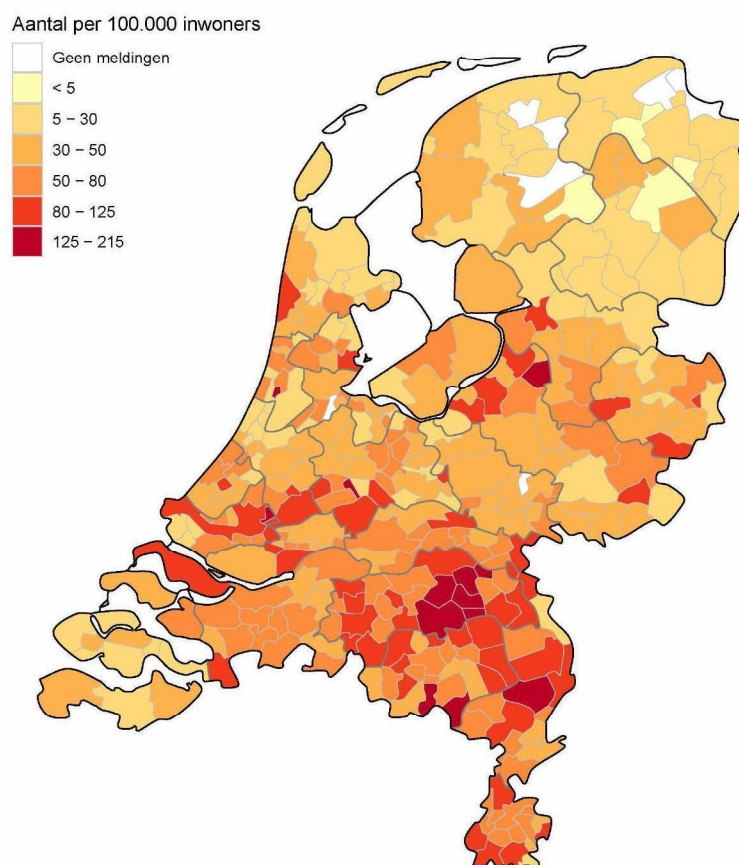 Aantal per 100.000 inwoners
Geen meldingen
< 5
5 – 30
30 – 50
50 – 80
80 – 125
125 – 215